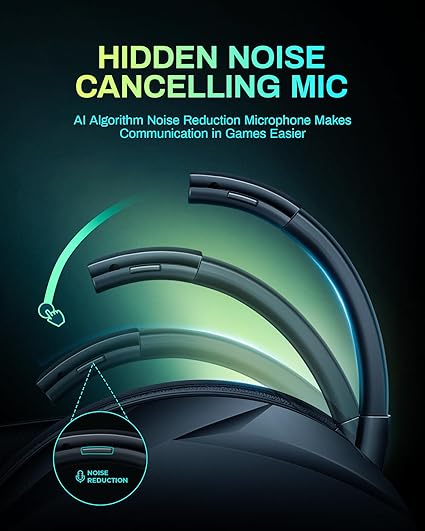 HIDDEN NOISE
CANCELLING MIC
AI Algorithm Noise Reduction Microphone Makes
Communication in Games Easier
NOISE
REDUCTION